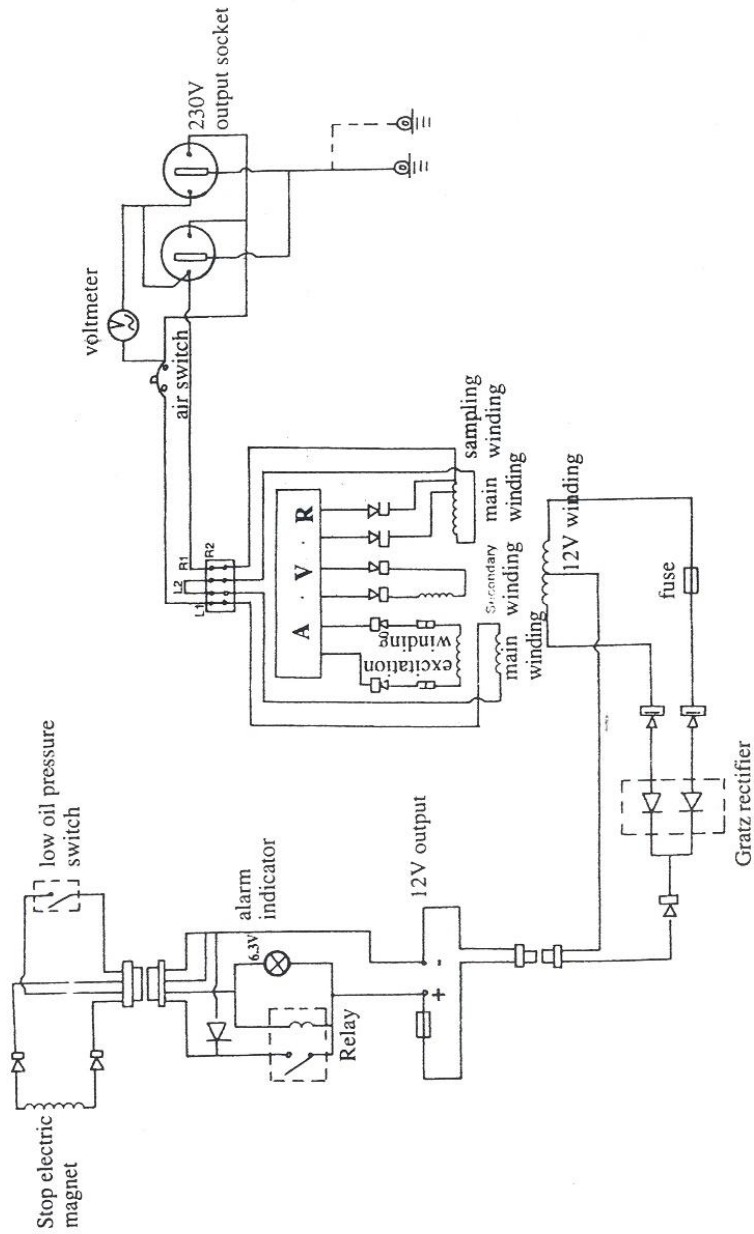 Stop electric
magnet
low oil pressure
switch
alarm
indicator
6.3V
Relay
12V output
+
-
Gratz rectifier
fuse
12V winding
voltmeter
V
air switch
230V
output socket
L1
L2
R1
R2
A . V . R
excitation
winding
main
winding
Secondary
winding
main
winding
sampling
winding